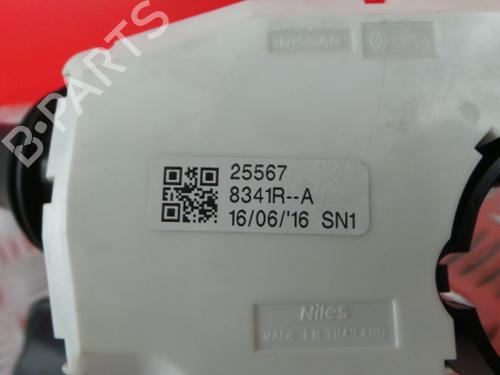 NISSAN
25567
8341R--A
16/06/'16 SN1
Niles
MADE IN THAILAND
B-PARTS